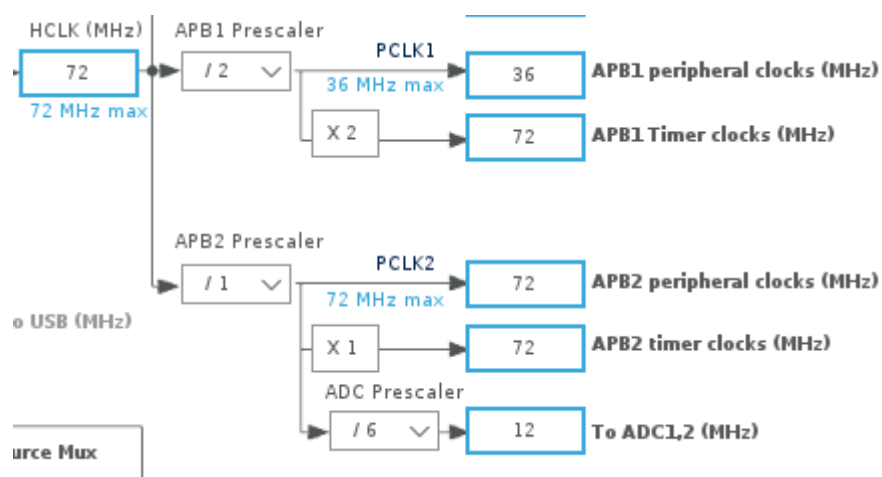 HCLK (MHz)
72
72 MHz max
APB1 Prescaler
/ 2
PCLK1
36 MHz max
36
APB1 peripheral clocks (MHz)
X 2
72
APB1 Timer clocks (MHz)
APB2 Prescaler
/ 1
PCLK2
72 MHz max
72
APB2 peripheral clocks (MHz)
o USB (MHz)
X 1
72
APB2 timer clocks (MHz)
ADC Prescaler
/ 6
12
To ADC1,2 (MHz)
urce Mux